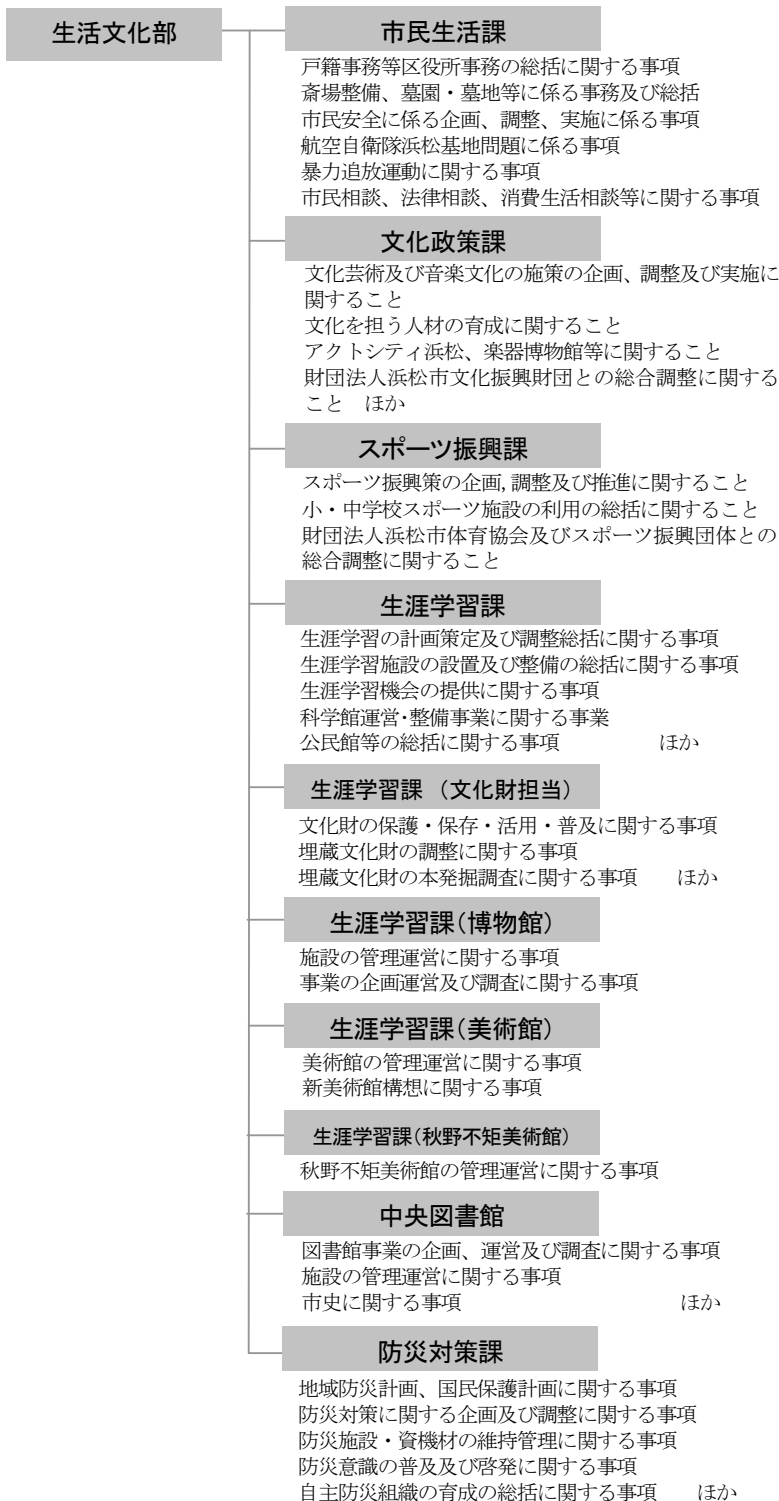 生活文化部
市民生活課
戸籍事務等区役所事務の総括に関する事項
斎場整備、墓園・墓地等に係る事務及び総括
市民安全に係る企画、調整、実施に係る事項
航空自衛隊浜松基地問題に係る事項
暴力追放運動に関する事項
市民相談、法律相談、消費生活相談等に関する事項
文化政策課
文化芸術及び音楽文化の施策の企画、調整及び実施に
関すること
文化を担う人材の育成に関すること
アクトシティ浜松、楽器博物館等に関すること
財団法人浜松市文化振興財団との総合調整に関する
こと　ほか
スポーツ振興課
スポーツ振興策の企画,調整及び推進に関すること
小・中学校スポーツ施設の利用の総括に関すること
財団法人浜松市体育協会及びスポーツ振興団体との
総合調整に関すること
生涯学習課
生涯学習の計画策定及び調整総括に関する事項
生涯学習施設の設置及び整備の総括に関する事項
生涯学習機会の提供に関する事項
科学館運営・整備事業に関する事業
公民館等の総括に関する事項　ほか
生涯学習課　（文化財担当）
文化財の保護・保存・活用・普及に関する事項
埋蔵文化財の調整に関する事項
埋蔵文化財の本発掘調査に関する事項　ほか
生涯学習課（博物館）
施設の管理運営に関する事項
事業の企画運営及び調査に関する事項
生涯学習課（美術館）
美術館の管理運営に関する事項
新美術館構想に関する事項
生涯学習課（秋野不矩美術館）
秋野不矩美術館の管理運営に関する事項
中央図書館
図書館事業の企画、運営及び調査に関する事項
施設の管理運営に関する事項
市史に関する事項　ほか
防災対策課
地域防災計画、国民保護計画に関する事項
防災対策に関する企画及び調整に関する事項
防災施設・資機材の維持管理に関する事項
防災意識の普及及び啓発に関する事項
自主防災組織の育成の総括に関する事項　ほか